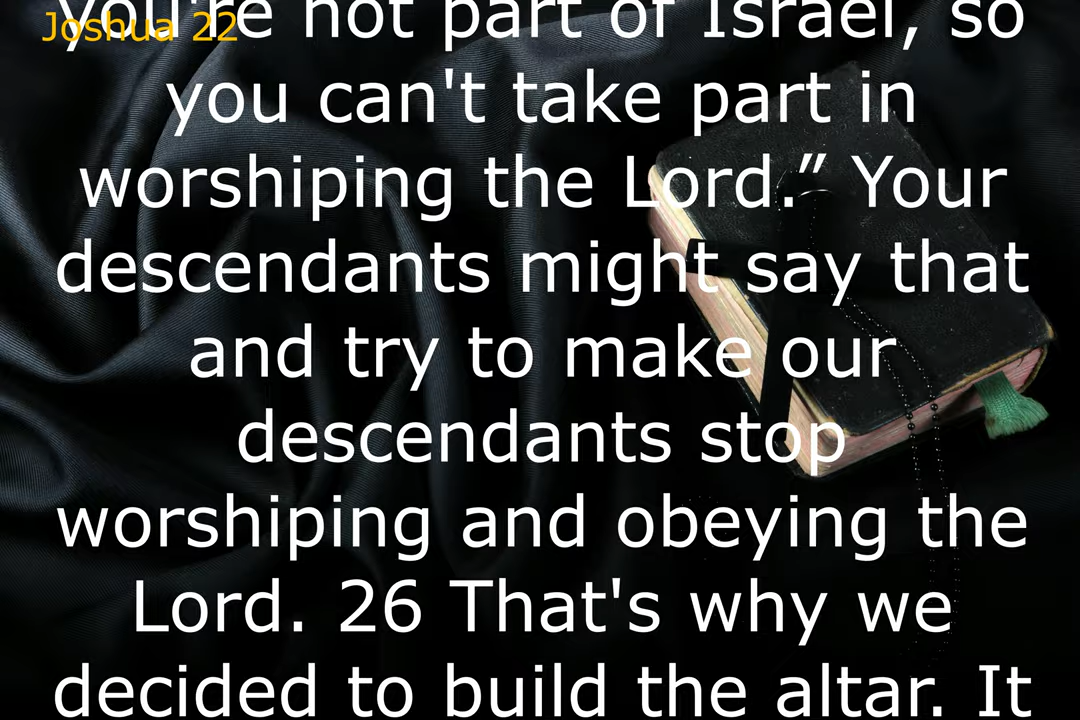 Joshua 22
you're not part of Israel, so
you can't take part in
worshiping the Lord.” Your
descendants might say that
and try to make our
descendants stop
worshiping and obeying the
Lord. 26 That's why we
decided to build the altar. It